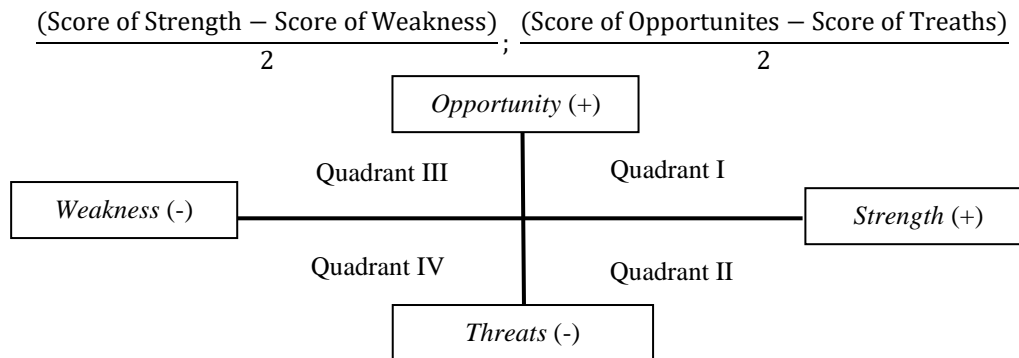 (Score of Strength − Score of Weakness) / 2 ; (Score of Opportunites − Score of Treaths) / 2
Opportunity (+)
Quadrant III Quadrant I
Weakness (-) Strength (+)
Quadrant IV Quadrant II
Threats (-)